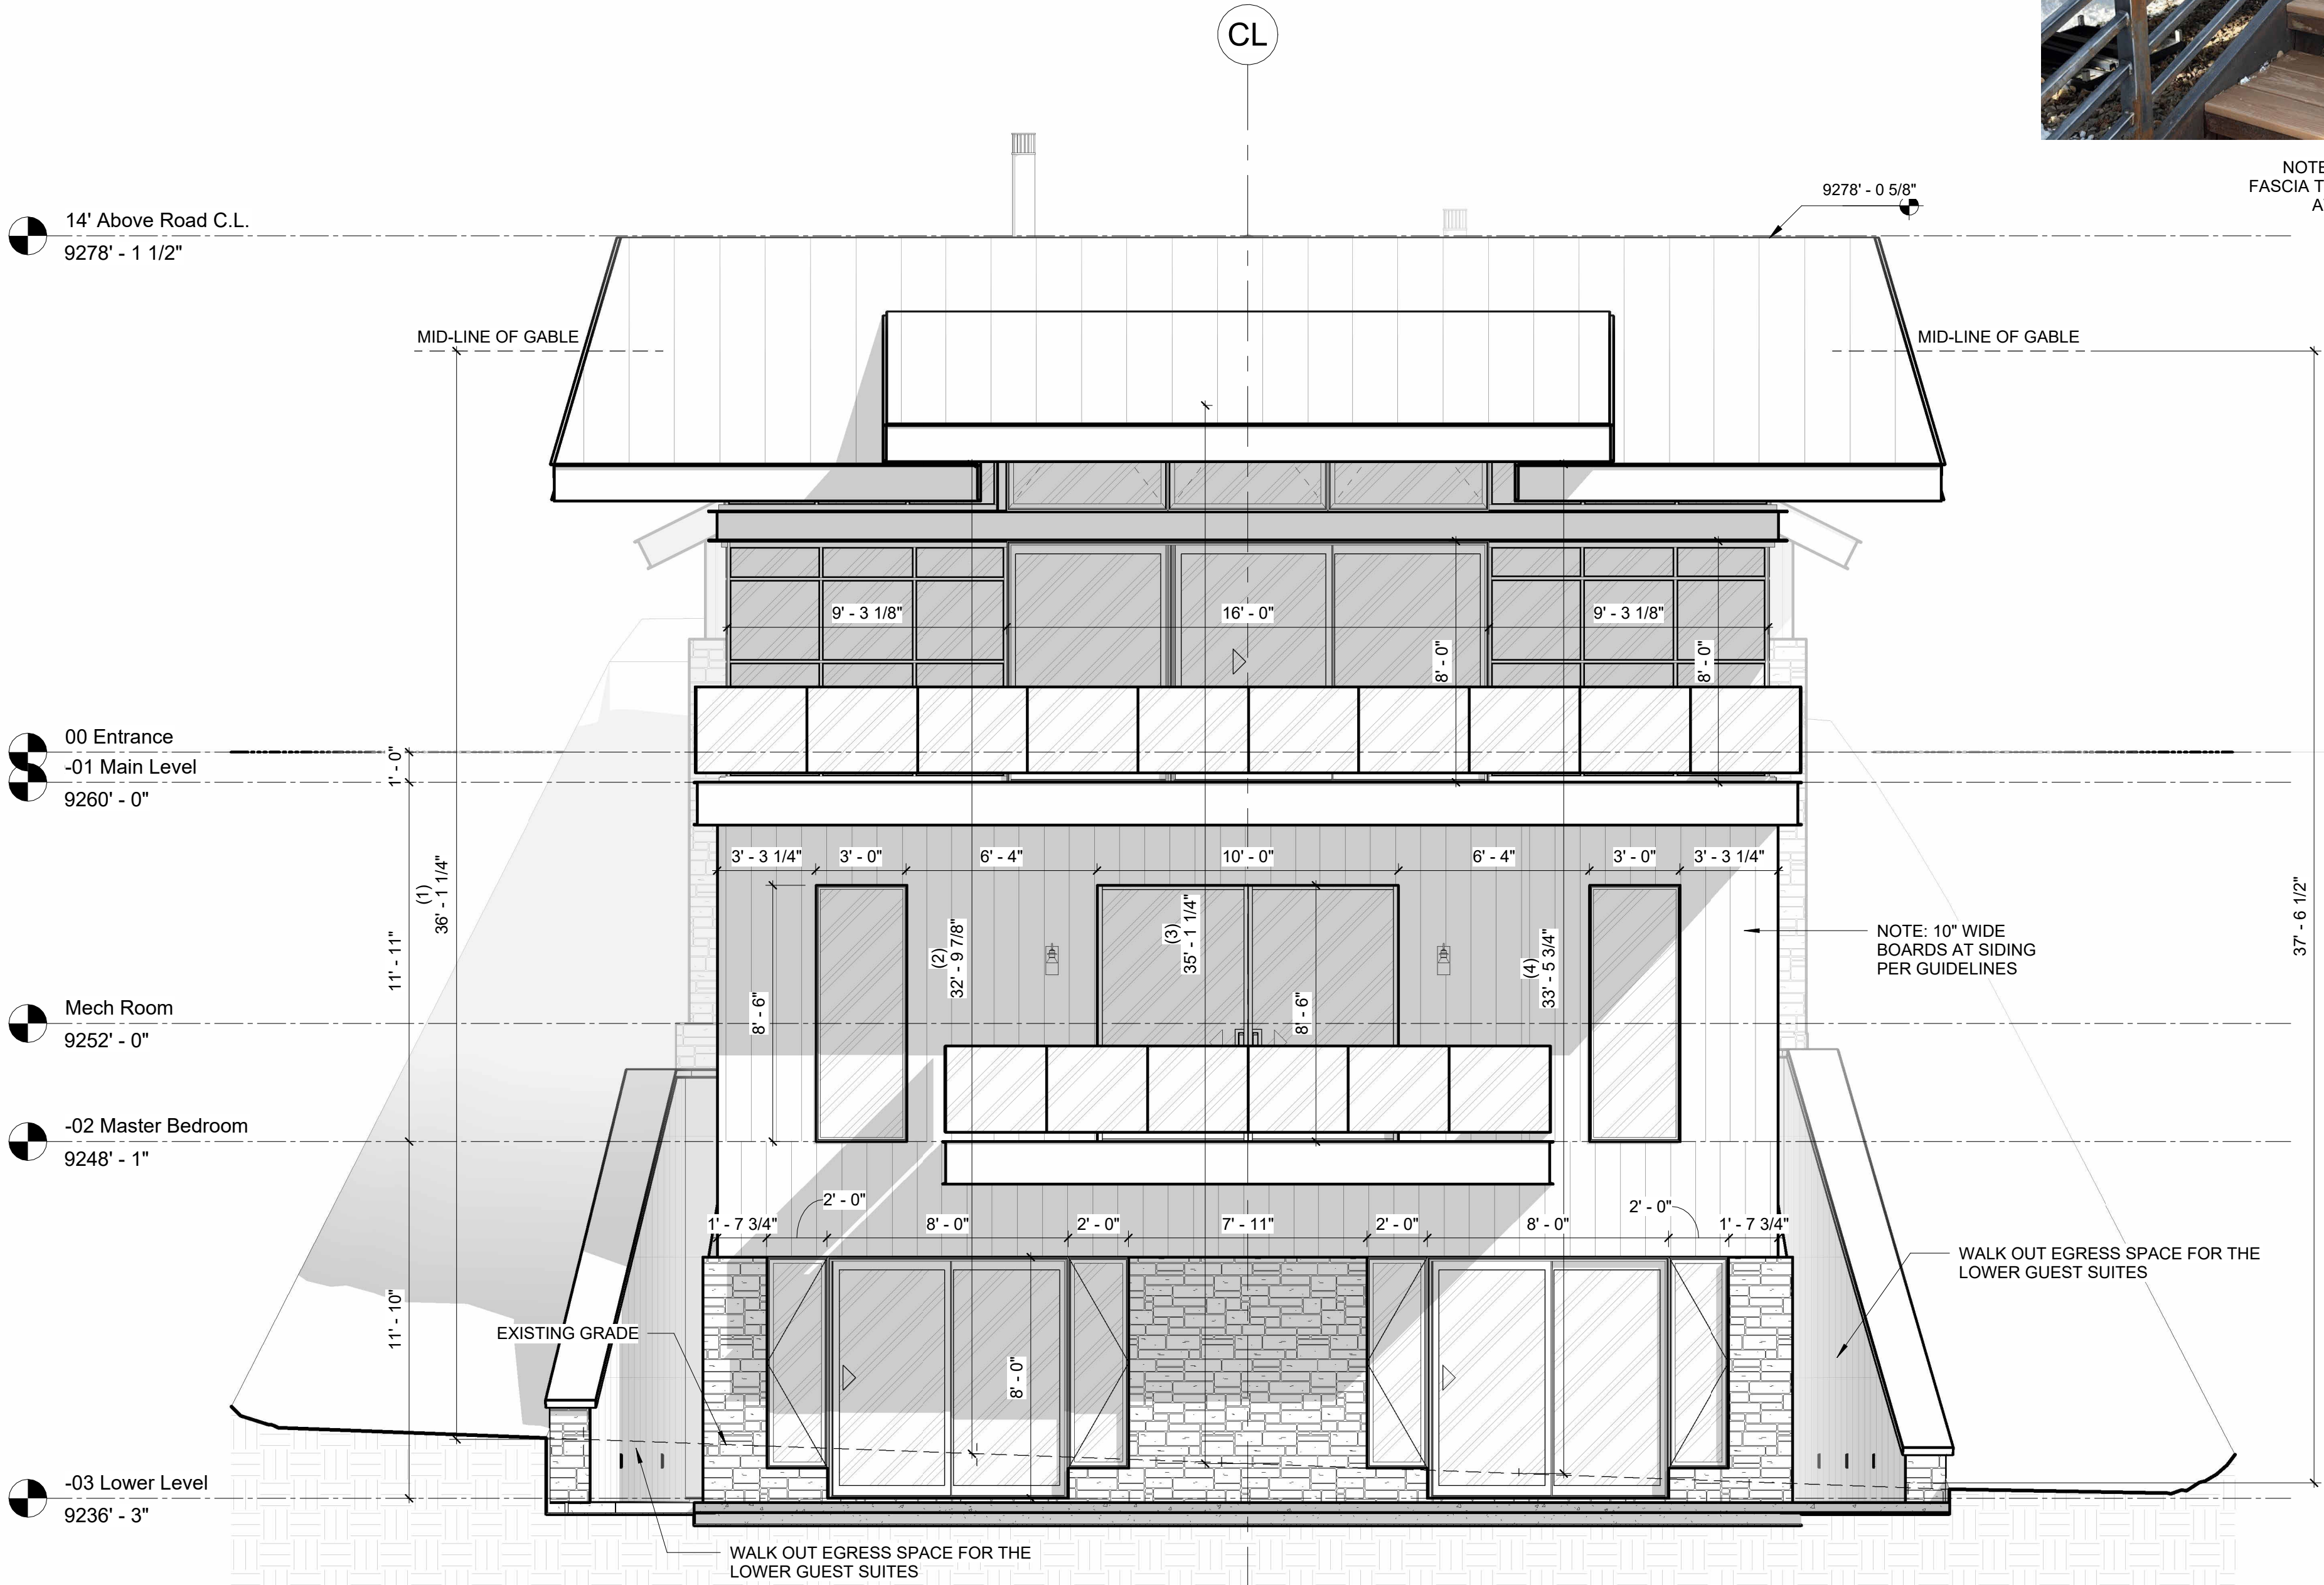 CL
NOTE
FASCIA T
A
9278' - 0 5/8"
14' Above Road C.L.
9278' - 1 1/2"
MID-LINE OF GABLE
MID-LINE OF GABLE
9' - 3 1/8"
16' - 0"
9' - 3 1/8"
8' - 0"
8' - 0"
00 Entrance
1' - 0"
-01 Main Level
9260' - 0"
3' - 3 1/4"
3' - 0"
6' - 4"
10' - 0"
6' - 4"
3' - 0"
3' - 3 1/4"
(1)
36' - 1 1/4"
11' - 11"
(2)
32' - 9 7/8"
(3)
35' - 1 1/4"
(4)
33' - 5 3/4"
37' - 6 1/2"
NOTE: 10" WIDE
BOARDS AT SIDING
PER GUIDELINES
8' - 6"
8' - 6"
Mech Room
9252' - 0"
-02 Master Bedroom
9248' - 1"
2' - 0"
2' - 0"
1' - 7 3/4"
8' - 0"
2' - 0"
7' - 11"
2' - 0"
8' - 0"
1' - 7 3/4"
WALK OUT EGRESS SPACE FOR THE
LOWER GUEST SUITES
11' - 10"
EXISTING GRADE
8' - 0"
-03 Lower Level
9236' - 3"
WALK OUT EGRESS SPACE FOR THE
LOWER GUEST SUITES